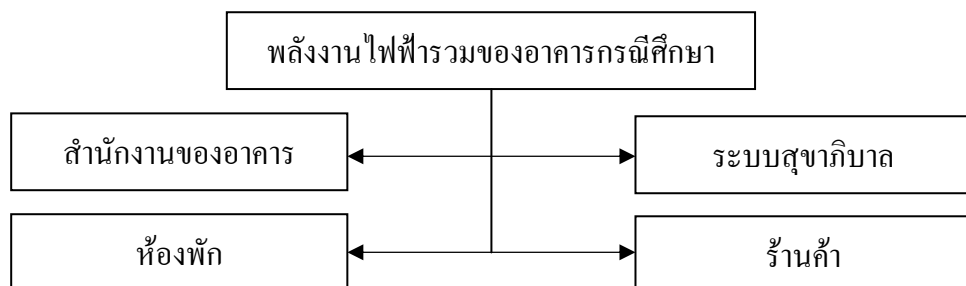 พลังงานไฟฟ้ารวมของอาคารกรณีศึกษา
สำนักงานของอาคาร
ระบบสุขาภิบาล
ห้องพัก
ร้านค้า